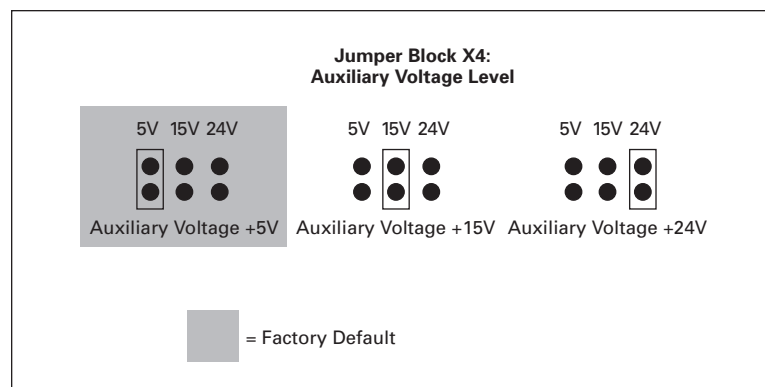 Jumper Block X4:
Auxiliary Voltage Level
5V 15V 24V
Auxiliary Voltage +5V
5V 15V 24V
Auxiliary Voltage +15V
5V 15V 24V
Auxiliary Voltage +24V
= Factory Default